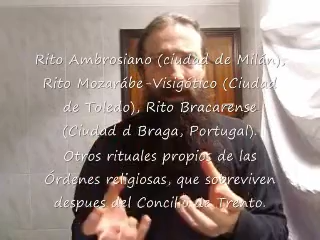 Rito Ambrosiano (ciudad de Milán),
Rito Mozarábe-Visigótico (Ciudad
de Toledo), Rito Bracarense
(Ciudad d Braga, Portugal).
Otros rituales propios de las
Órdenes religiosas, que sobreviven
despues del Concilio de Trento.